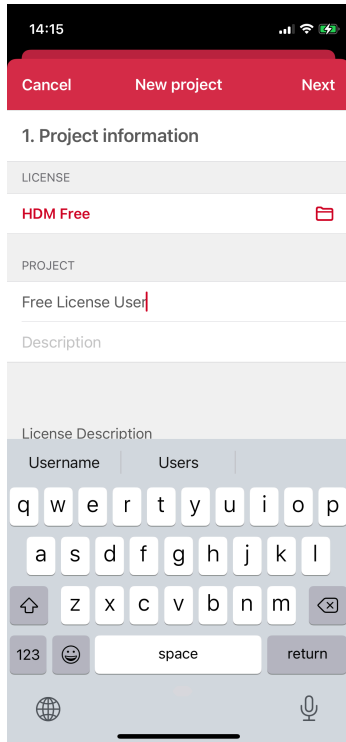 14:15
Cancel New project Next
1. Project information
LICENSE
HDM Free
PROJECT
Free License User
Description
License Description
Username Users
q w e r t y u i o p
a s d f g h j k l
z x c v b n m
123 space return